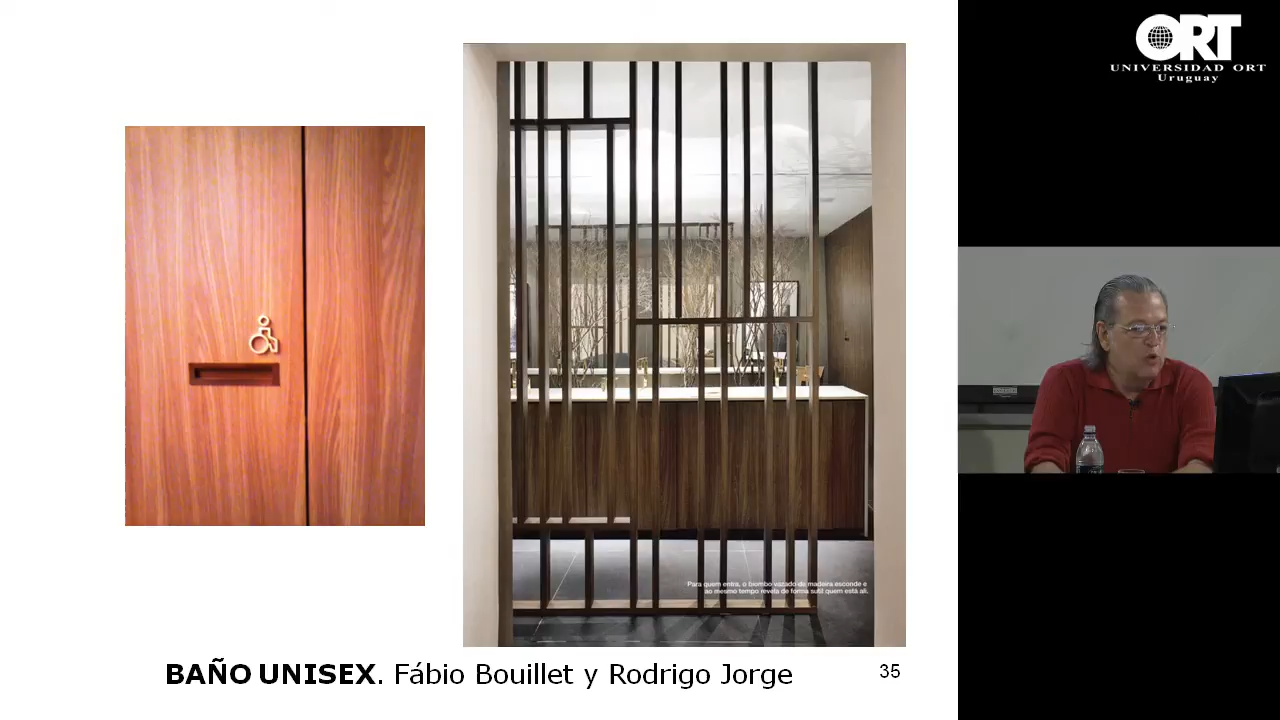 ORT
UNIVERSIDAD ORT
Uruguay
Para quem entra, o biombo vazado de madeira esconde e
ao mesmo tempo revela de forma sutil quem está ali.
BAÑO UNISEX. Fábio Bouillet y Rodrigo Jorge
35